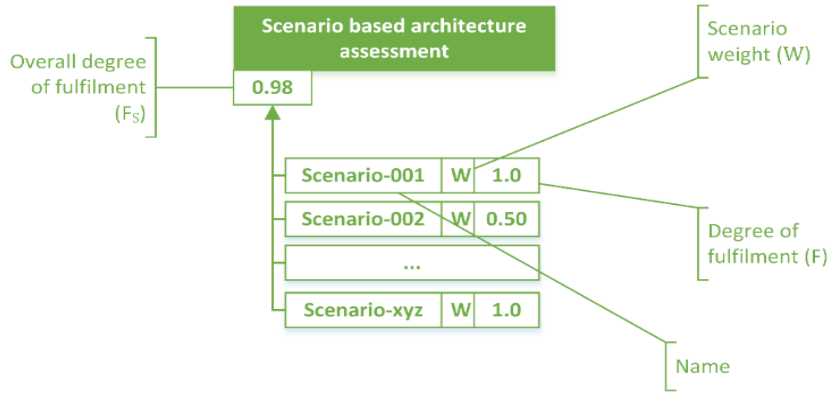 Scenario based architecture
assessment
0.98
Overall degree
of fulfilment
(FS)
Scenario
weight (W)
Scenario-001 W 1.0
Scenario-002 W 0.50
...
Scenario-xyz W 1.0
Degree of
fulfilment (F)
Name